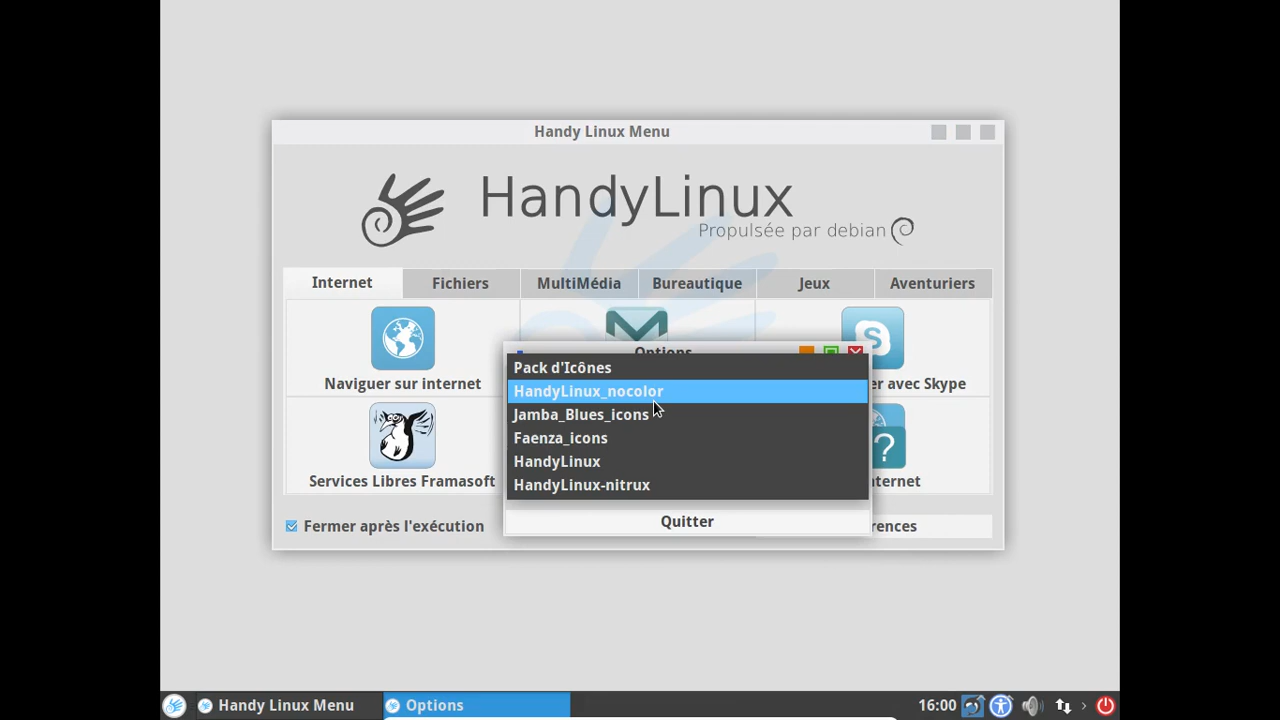 Handy Linux Menu
HandyLinux
Propulsée par debian
Internet Fichiers MultiMédia Bureautique Jeux Aventuriers
Naviguer sur internet
er avec Skype
Options
Pack d'Icônes
HandyLinux_nocolor
Jamba_Blues_icons
Faenza_icons
HandyLinux
HandyLinux-nitrux
Services Libres Framasoft
nternet
Quitter
Fermer après l'exécution
rences
Handy Linux Menu Options 16:00